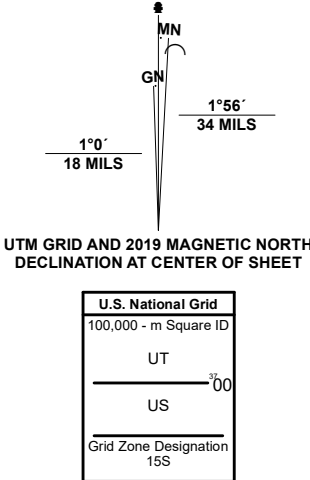 MN
GN
1°56´
34 MILS
1°0´
18 MILS
UTM GRID AND 2019 MAGNETIC NORTH
DECLINATION AT CENTER OF SHEET
U.S. National Grid
100,000 - m Square ID
UT
3700
US
Grid Zone Designation
15S